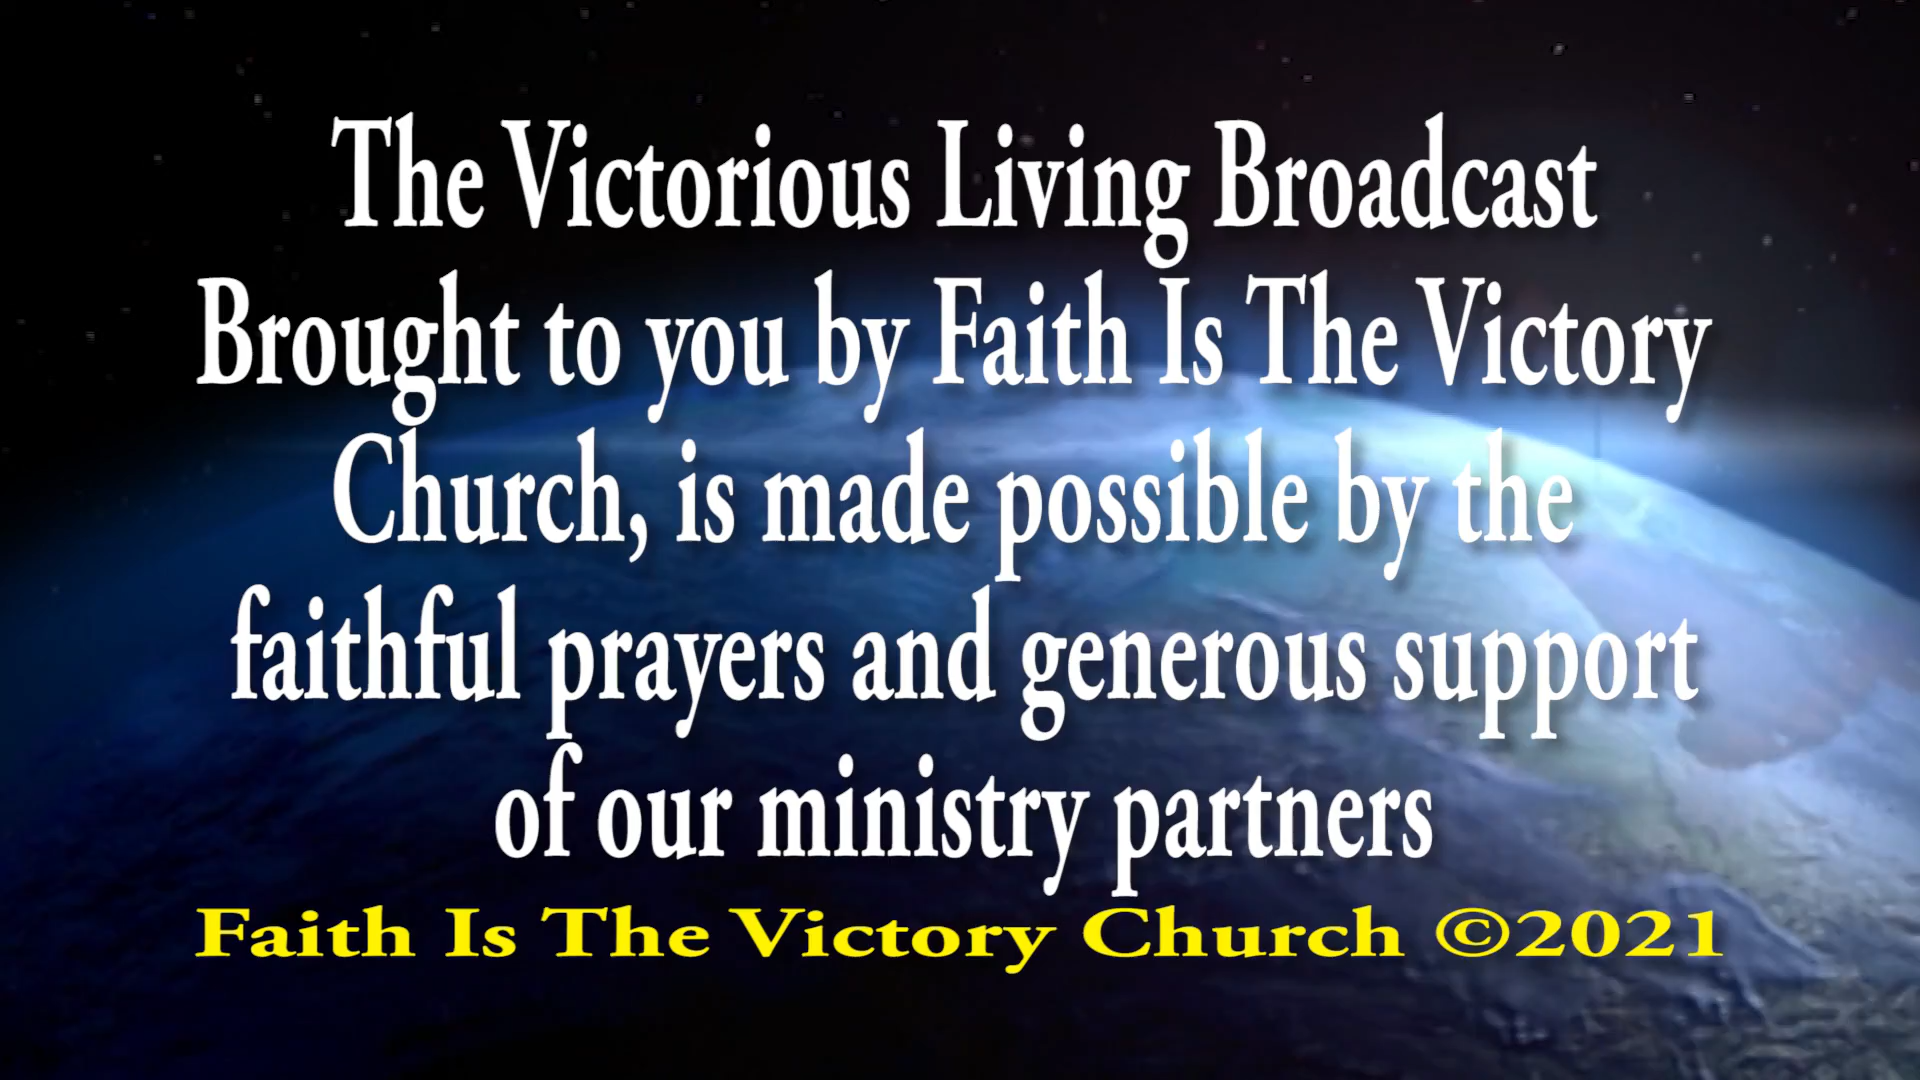 The Victorious Living Broadcast
Brought to you by Faith Is The Victory
Church, is made possible by the
faithful prayers and generous support
of our ministry partners
Faith Is The Victory Church ©2021